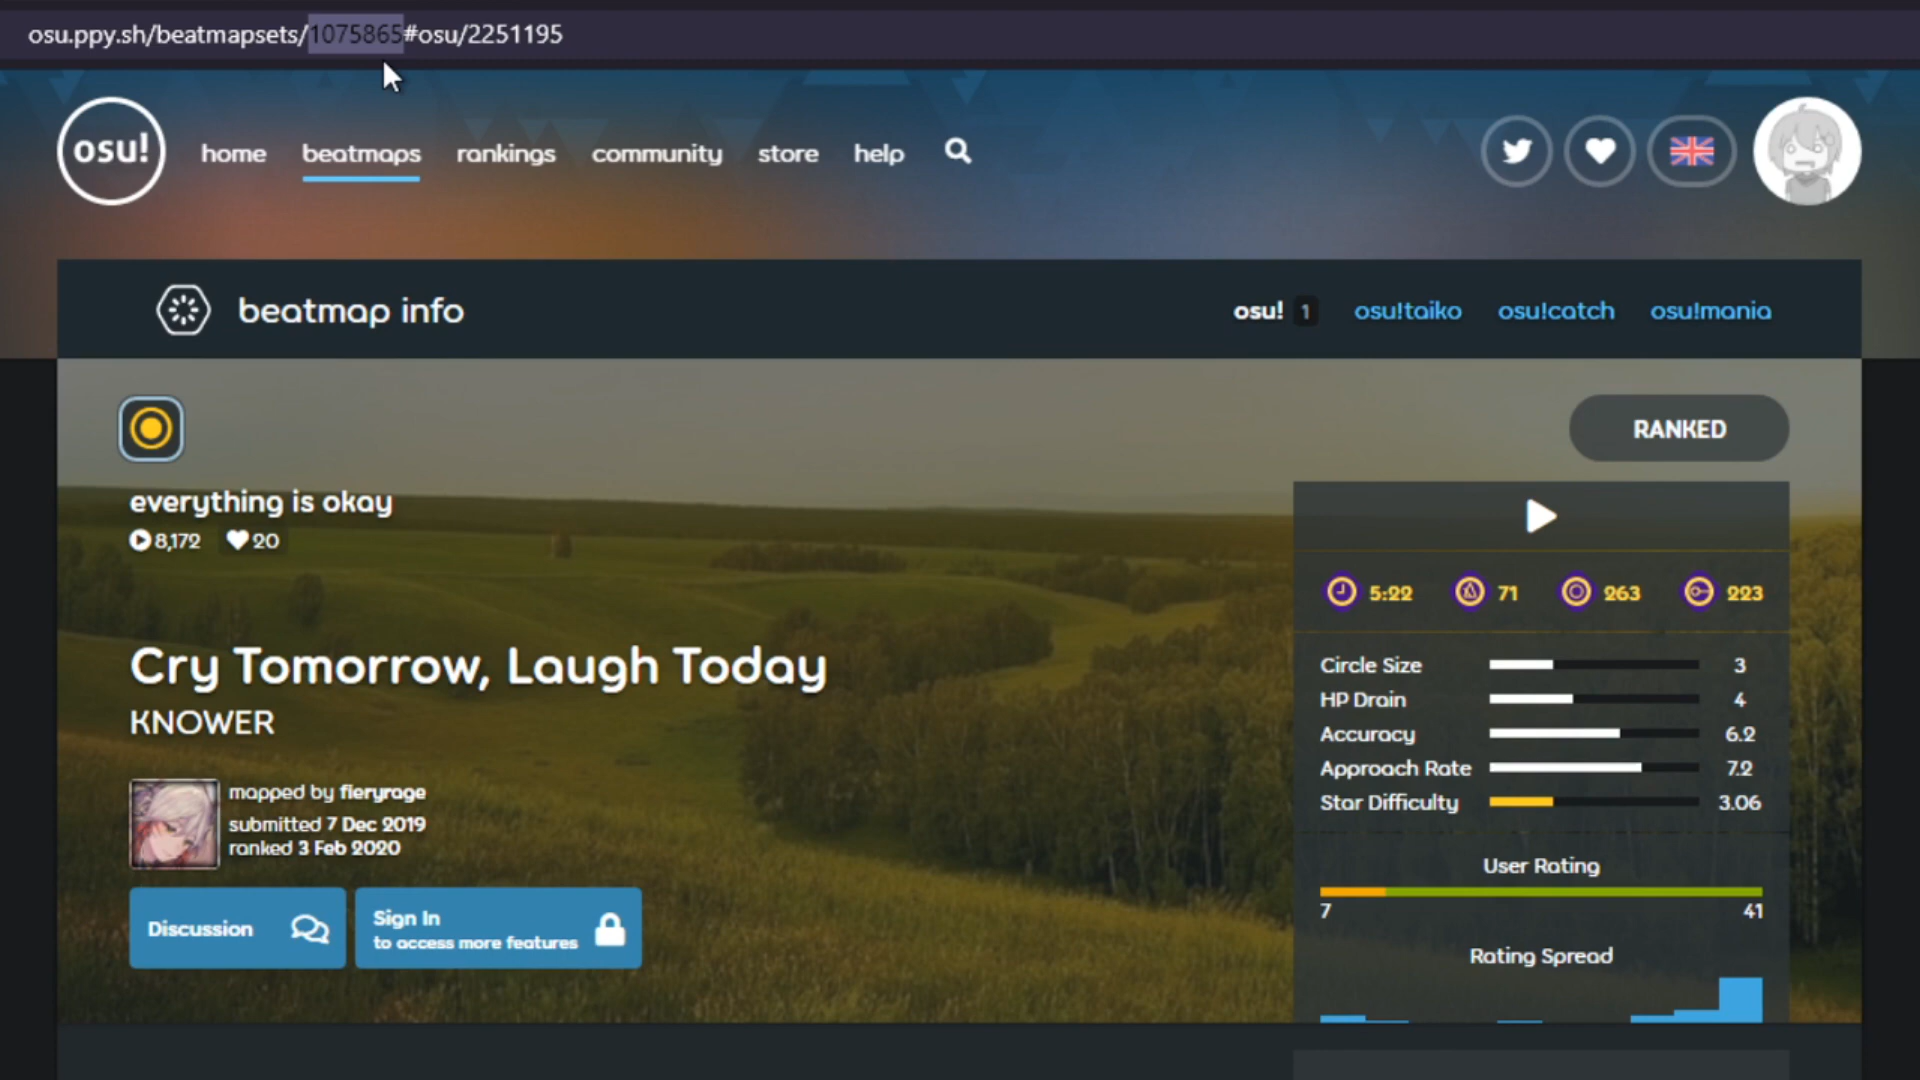 osu.ppy.sh/beatmapsets/1075865#osu/2251195
osu!
home beatmaps rankings community store help
beatmap info
osu! 1 osu!taiko osu!catch osu!mania
RANKED
everything is okay
8,172 20
5:22 71 263 223
Cry Tomorrow, Laugh Today
KNOWER
mapped by fieryrage
submitted 7 Dec 2019
ranked 3 Feb 2020
Discussion
Sign In
to access more features
Circle Size 3
HP Drain 4
Accuracy 6.2
Approach Rate 7.2
Star Difficulty 3.06
User Rating
7 41
Rating Spread